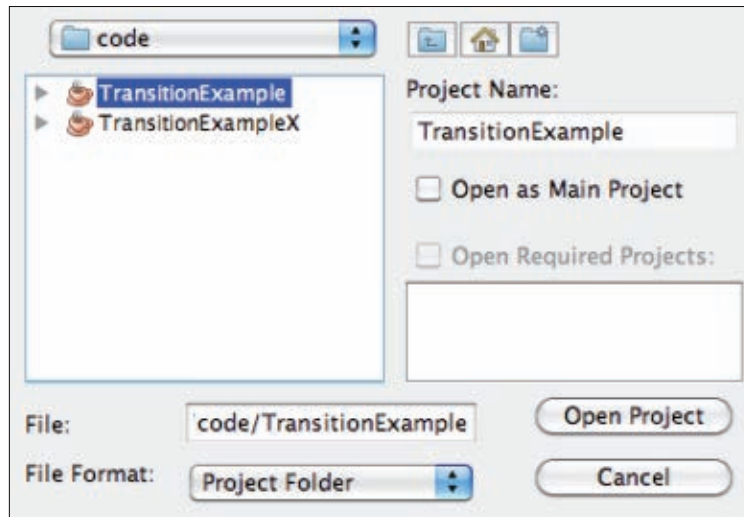 code
TransitionExample
TransitionExampleX
Project Name:
TransitionExample
Open as Main Project
Open Required Projects:
File:
code/TransitionExample
Open Project
File Format:
Project Folder
Cancel